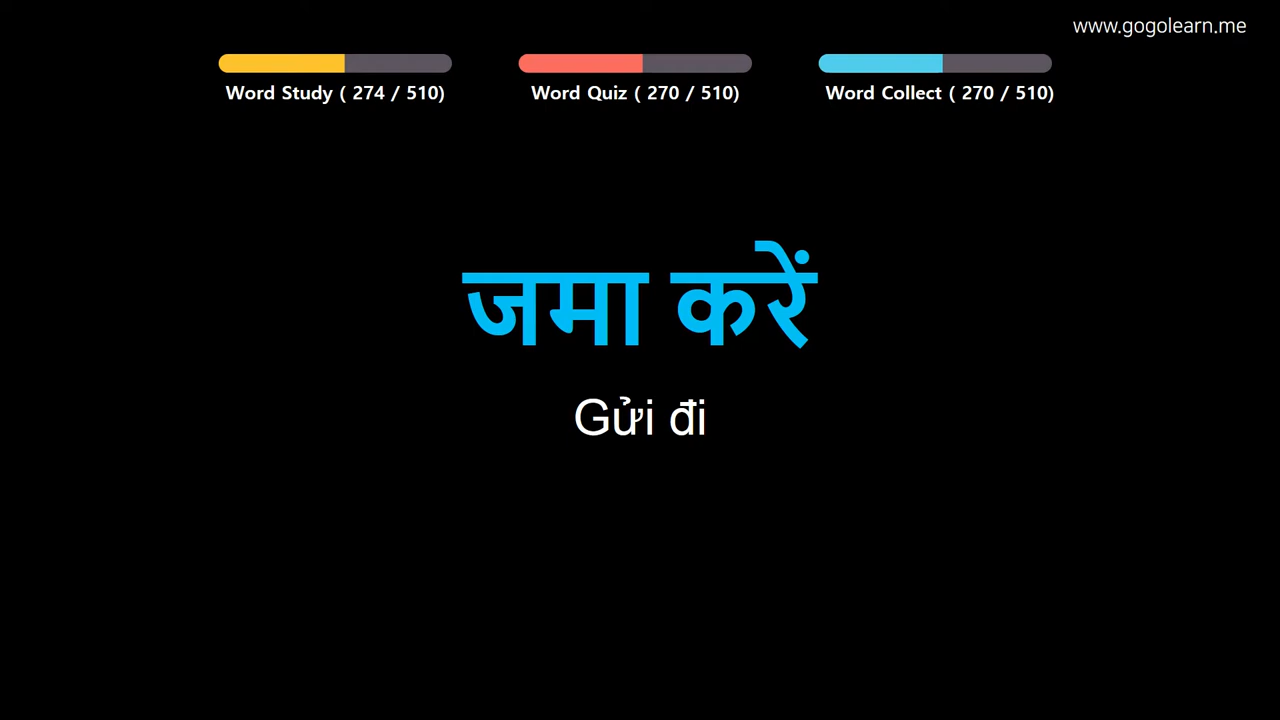 www.gogolearn.me
Word Study ( 274 / 510)
Word Quiz ( 270 / 510)
Word Collect ( 270 / 510)
जमा करें
Gửi đi